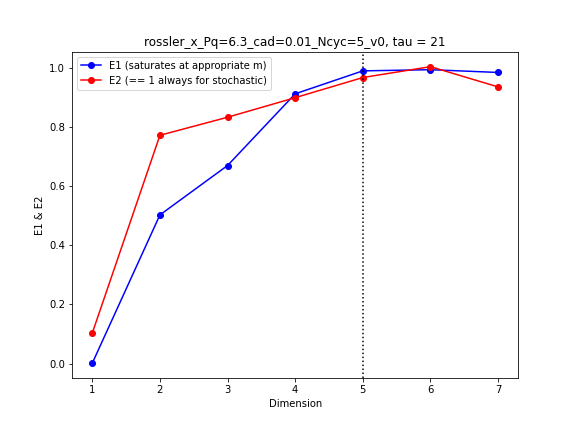 rossler_x_Pq=6.3_cad=0.01_Ncyc=5_v0, tau = 21
E1 (saturates at appropriate m)
E2 (== 1 always for stochastic)
E1 & E2
1.0
0.8
0.6
0.4
0.2
0.0
1 2 3 4 5 6 7
Dimension